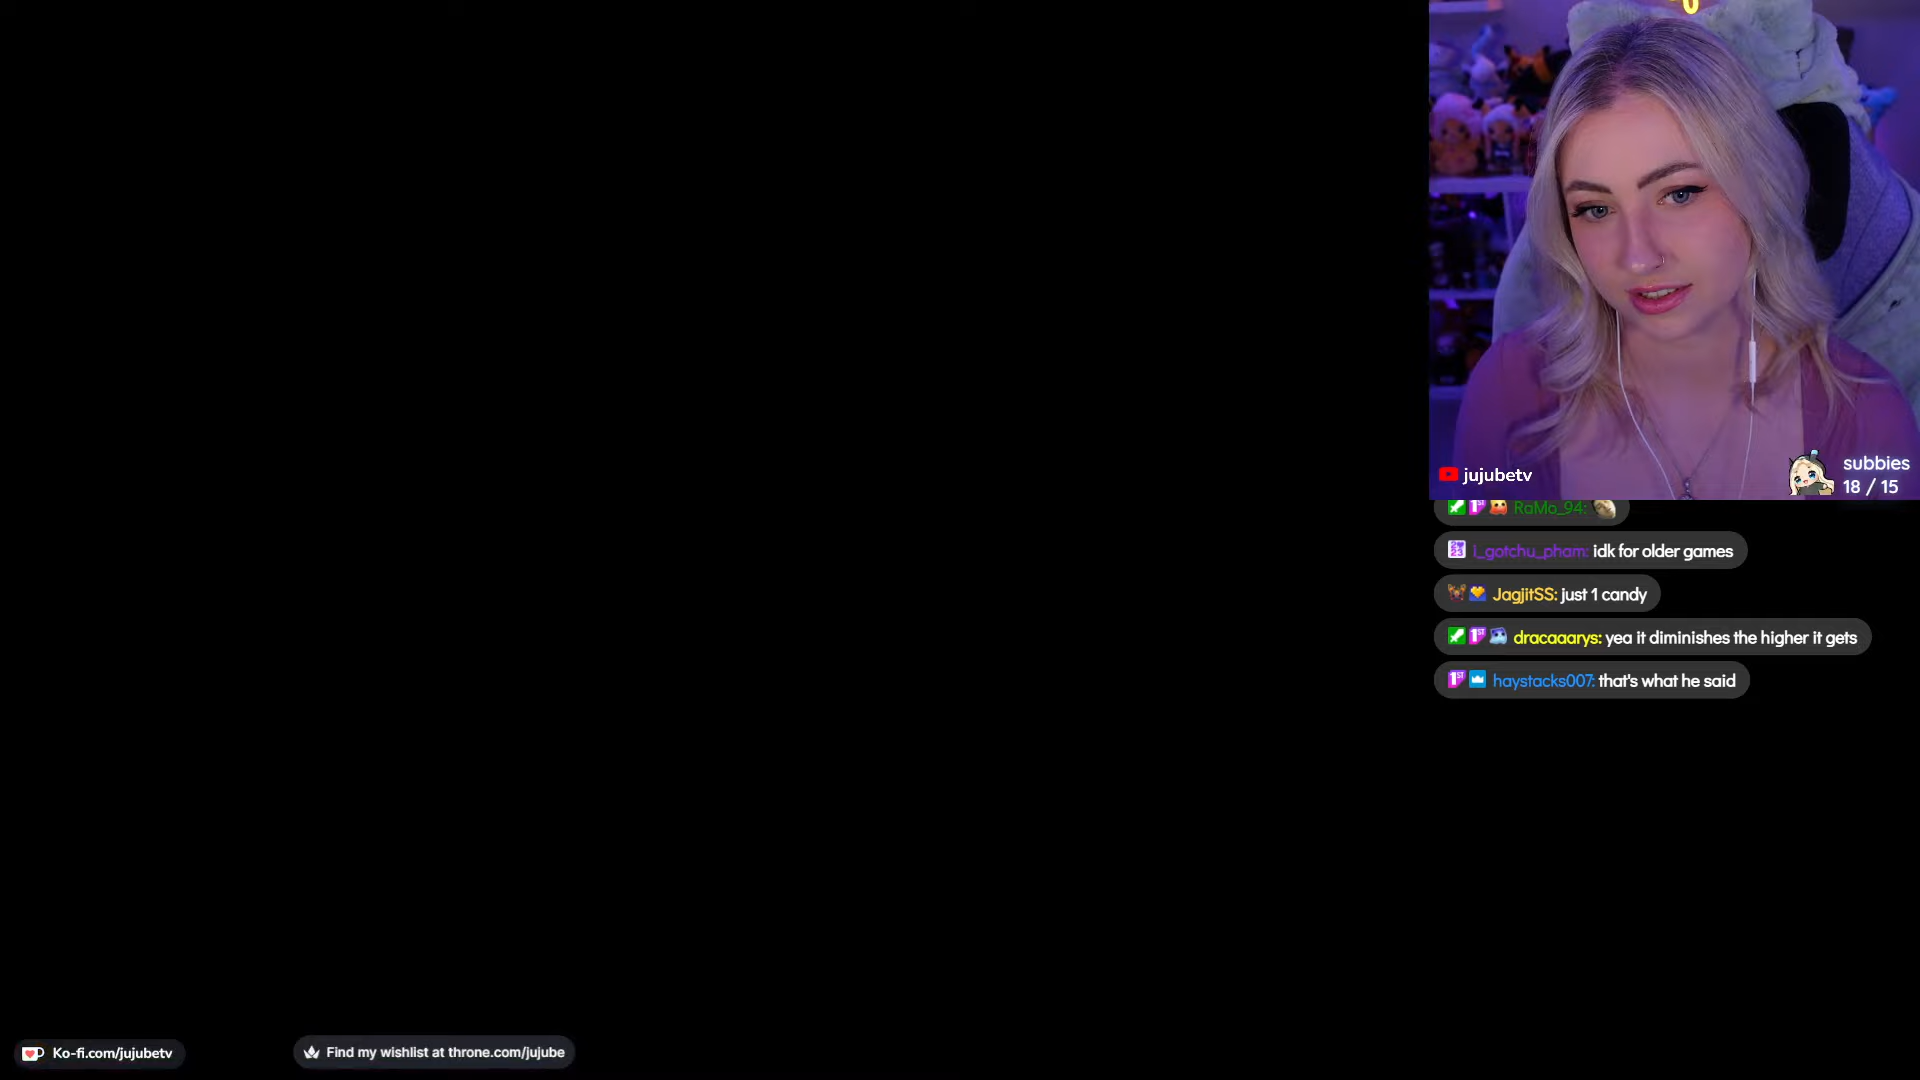 jujubetv
subbies
18 / 15
RaMo_94:
i_gotchu_pham: idk for older games
JagjitSS: just 1 candy
dracaaarys: yea it diminishes the higher it gets
haystacks007: that's what he said
Ko-fi.com/jujubetv
Find my wishlist at throne.com/jujube